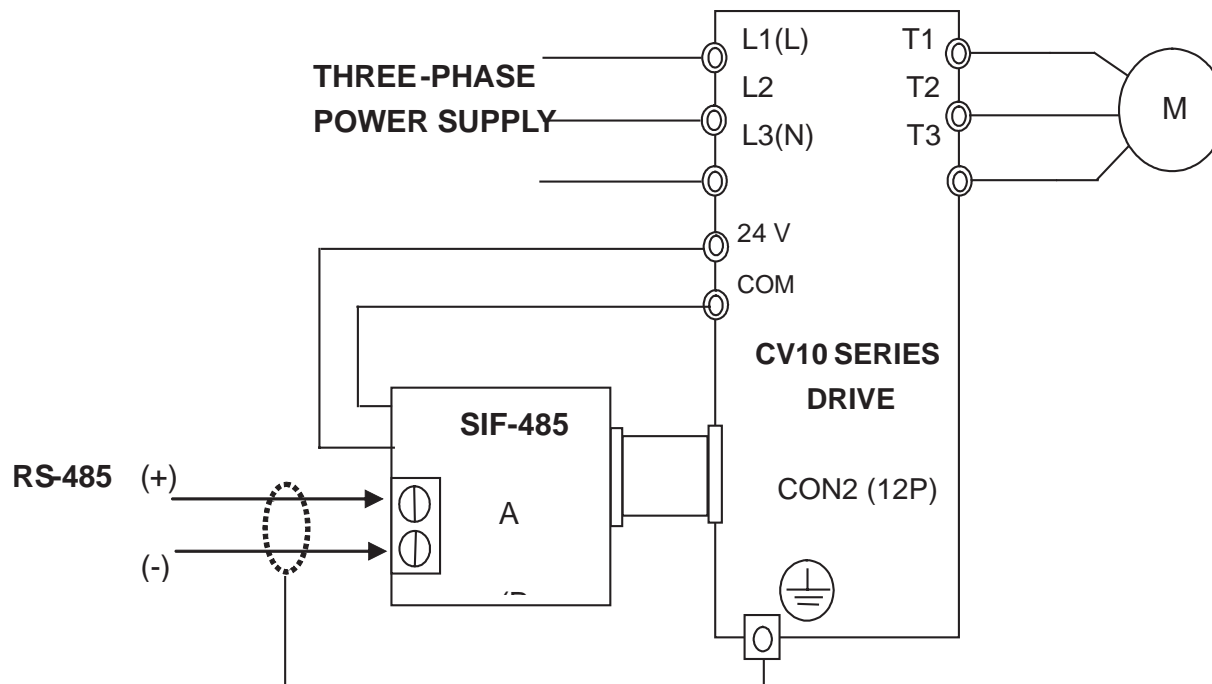 L1(L)
T1
THREE-PHASE
L2
T2
M
POWER SUPPLY
L3(N)
T3
24 V
COM
CV10 SERIES
DRIVE
SIF-485
RS-485 (+)
CON2 (12P)
A
(-)